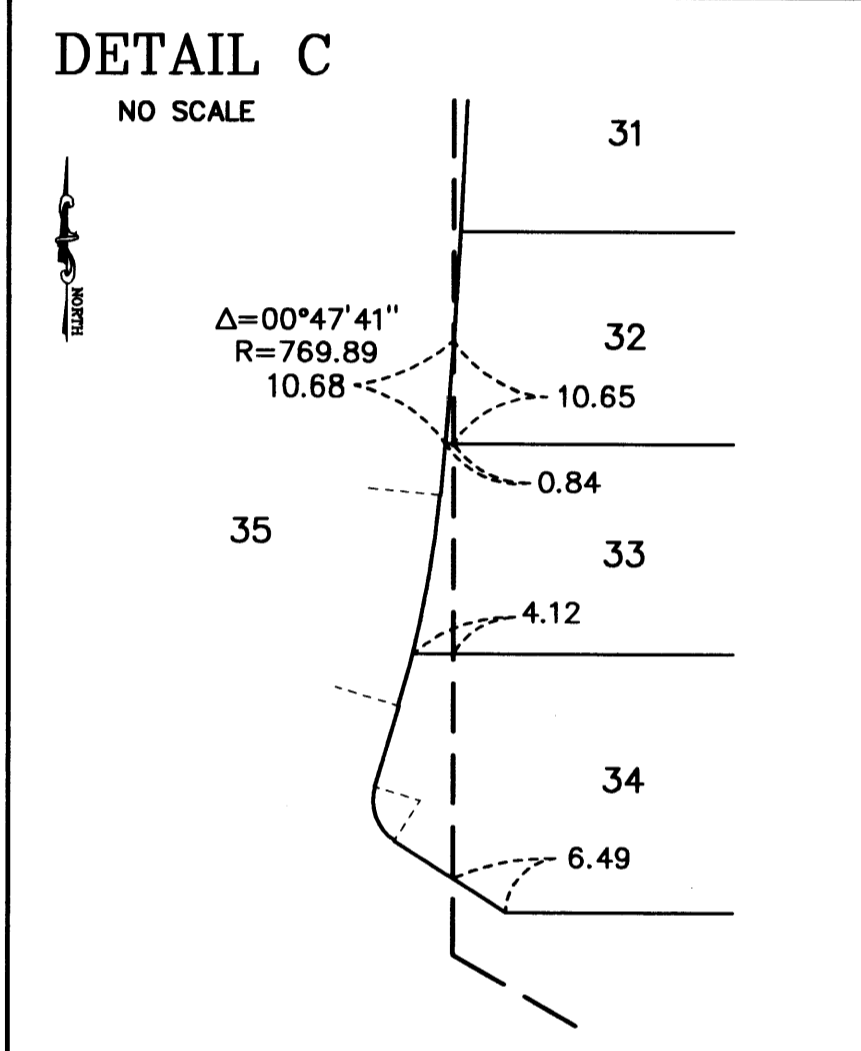 DETAIL C
NO SCALE
NORTH
31
Δ=00°47'41"
R=769.89
10.68
32
10.65
0.84
35
33
4.12
34
6.49